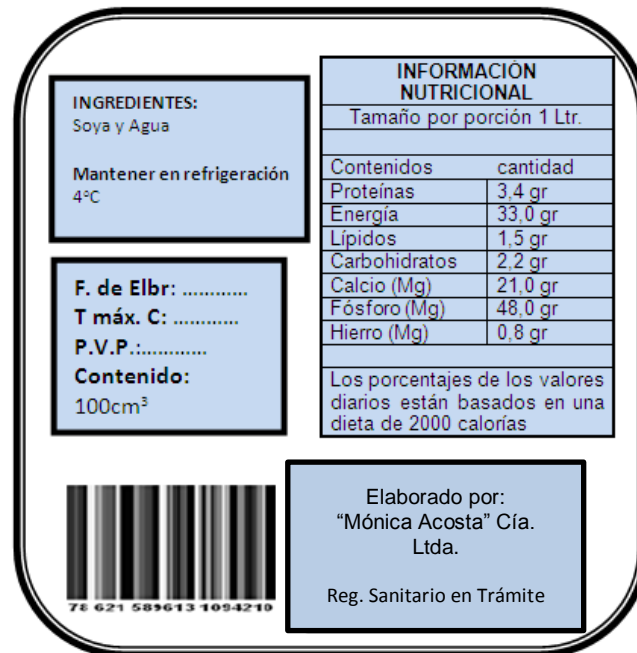 INGREDIENTES:
Soya y Agua
Mantener en refrigeración
4°C
F. de Elbr: ............
T máx. C: ............
P.V.P.:............
Contenido:
100cm³
INFORMACIÓN
NUTRICIONAL
Tamaño por porción 1 Ltr.
Contenidos cantidad
Proteínas 3,4 gr
Energía 33,0 gr
Lípidos 1,5 gr
Carbohidratos 2,2 gr
Calcio (Mg) 21,0 gr
Fósforo (Mg) 48,0 gr
Hierro (Mg) 0,8 gr
Los porcentajes de los valores
diarios están basados en una
dieta de 2000 calorías
78 621 589613 1094210
Elaborado por:
“Mónica Acosta” Cía.
Ltda.
Reg. Sanitario en Trámite